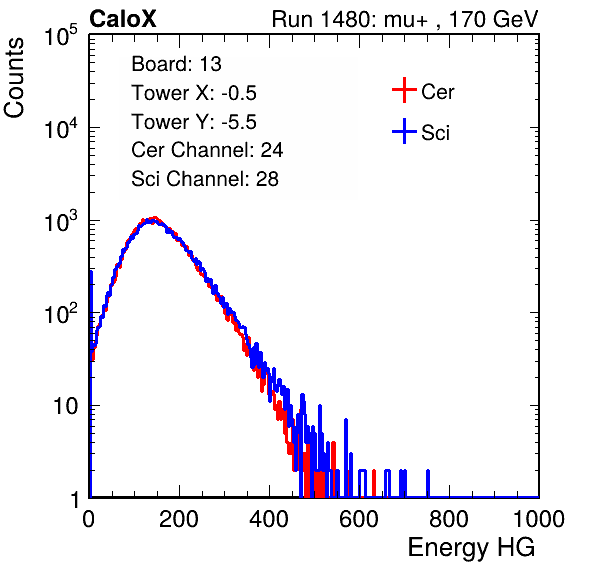 CaloX Run 1480: mu+ , 170 GeV
Counts
10^5
10^4
10^3
10^2
10
1
Board: 13
Tower X: -0.5
Tower Y: -5.5
Cer Channel: 24
Sci Channel: 28
Cer
Sci
0 200 400 600 800 1000
Energy HG